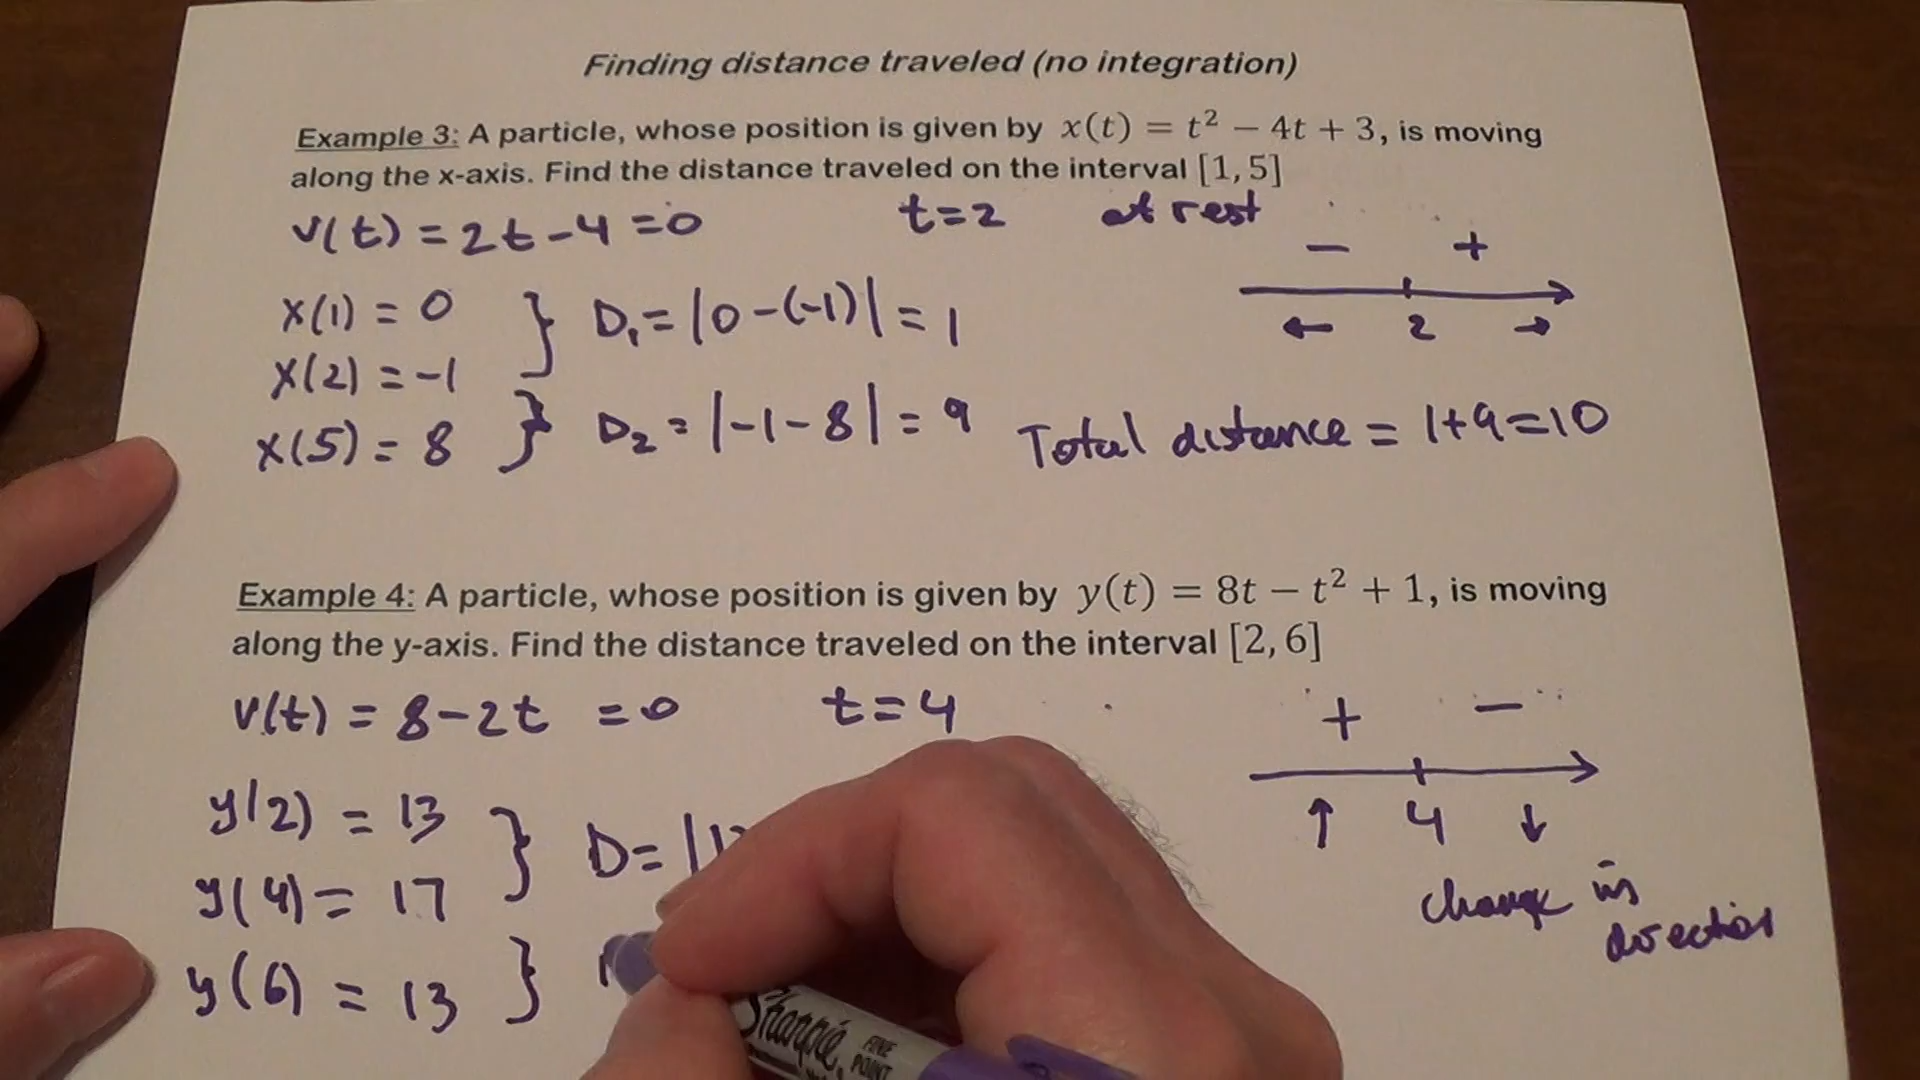 Finding distance traveled (no integration)
Example 3: A particle, whose position is given by x(t) = t² − 4t + 3, is moving
along the x-axis. Find the distance traveled on the interval [1, 5]
v(t) = 2t − 4 = 0 t = 2 at rest
− +
x(1) = 0 } D₁ = |0 − (−1)| = 1
← 2 →
x(2) = −1
x(5) = 8 } D₂ = |−1 − 8| = 9 Total distance = 1 + 9 = 10
Example 4: A particle, whose position is given by y(t) = 8t − t² + 1, is moving
along the y-axis. Find the distance traveled on the interval [2, 6]
v(t) = 8 − 2t = 0 t = 4
+ −
y(2) = 13 } D = |1
↑ 4 ↓
y(4) = 17
change in
direction
y(6) = 13 }
Sharpie.
FINE
POINT